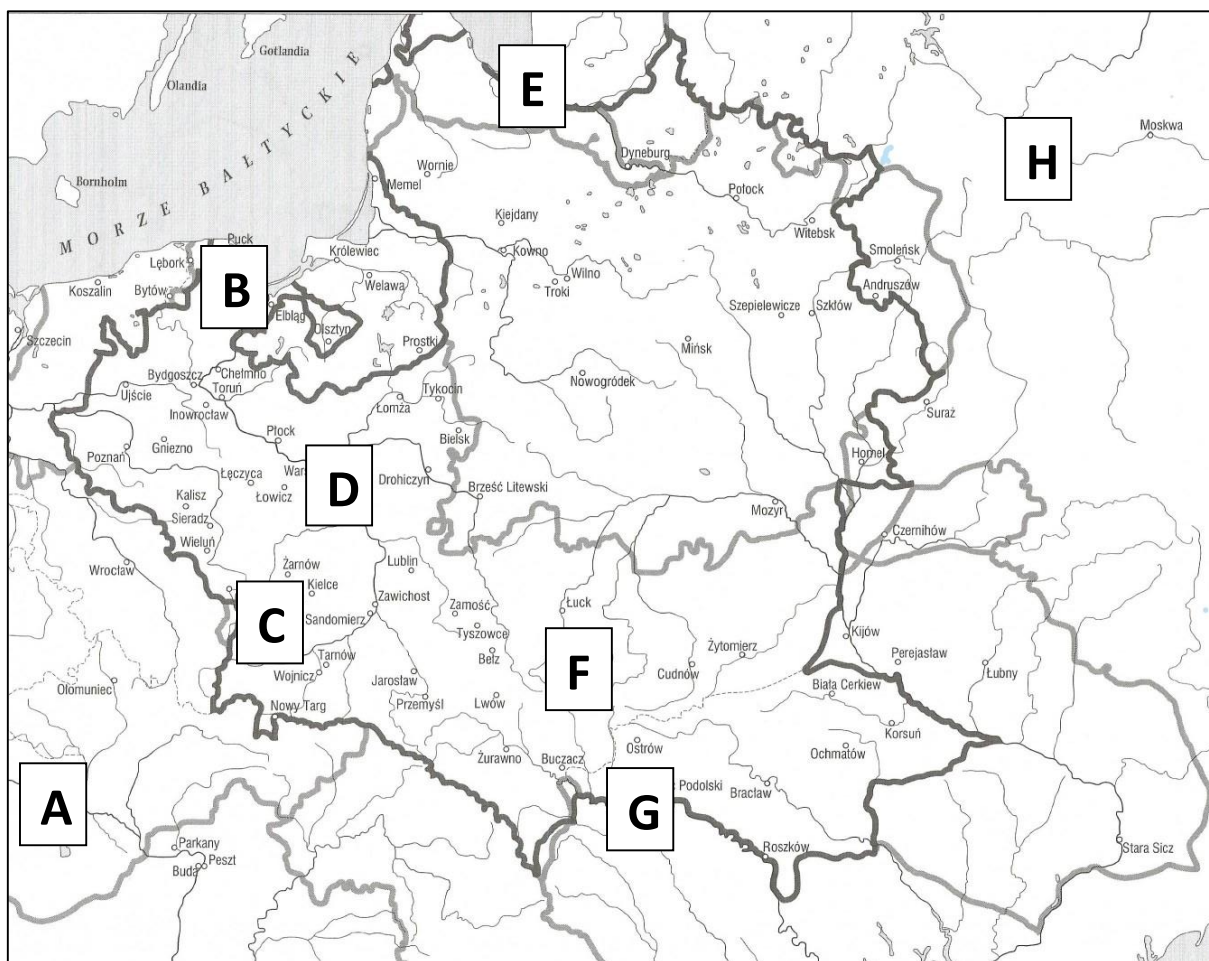 Gotlandia
Olandia
Bornholm
MORZE BAŁTYCKIE
E
H
Moskwa
Dyneburg
Wornie
Memel
Połock
Kiejdany
Witebsk
Puck
Kowno
Królewiec
Lębork
Wilno
Troki
Smoleńsk
Koszalin
Bytów
B
Welawa
Andruszów
Elbląg
Szepielewicze
Szkłów
Szczecin
Olsztyn
Prostki
Mińsk
Chełmno
Bydgoszcz
Toruń
Nowogródek
Ujście
Tykocin
Inowrocław
Łomża
Suraż
Płock
Bielsk
Gniezno
Poznań
Homel
War
Drohiczyn
Łęczyca
D
Łowicz
Brześć Litewski
Kalisz
Mozyr
Sieradz
Wieluń
Czernihów
Wrocław
Żarnów
Lublin
Kielce
Zawichost
C
Sandomierz
Zamość
Łuck
Tyszowce
Kijów
Bełz
F
Żytomierz
Tarnów
Perejasław
Wojnicz
Cudnów
Łubny
Ołomuniec
Jarosław
Biała Cerkiew
Przemyśl
Lwów
Nowy Targ
Korsuń
Ostrów
Ochmatów
Żurawno
Buczacz
A
G
Podolski
Bracław
Parkany
Roszków
Stara Sicz
Buda
Peszt